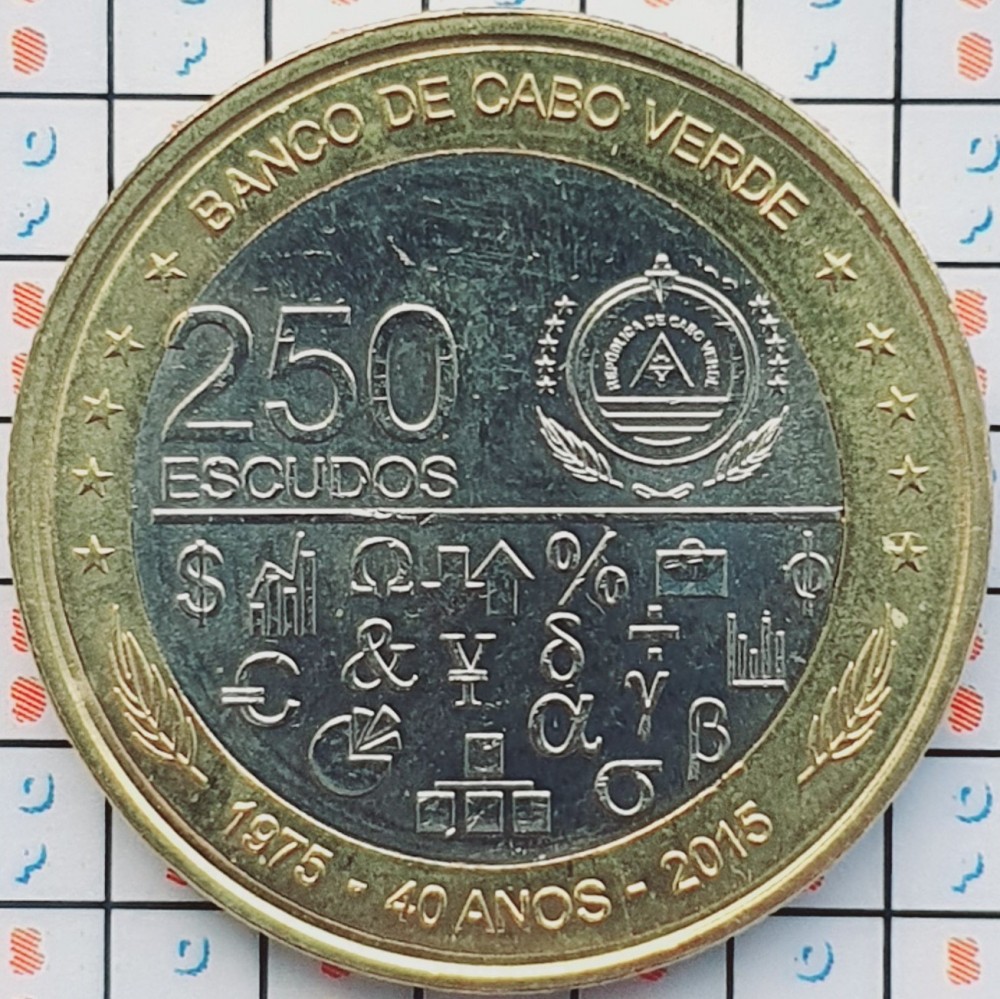 BANCO DE CABO VERDE
250
ESCUDOS
REPÚBLICA DE CABO VERDE
$ Ω % 
& ¥ δ ÷
€ α γ β
σ
1975 - 40 ANOS - 2015